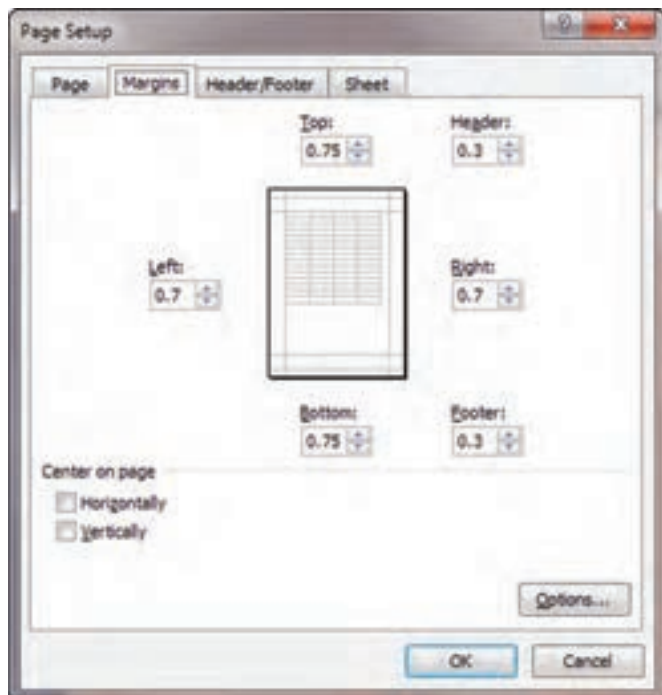 Page Setup
Page Margins Header/Footer Sheet
Top: Header:
0.75 0.3
Left: Right:
0.7 0.7
Bottom: Footer:
0.75 0.3
Center on page
Horizontally
Vertically
Options...
OK Cancel